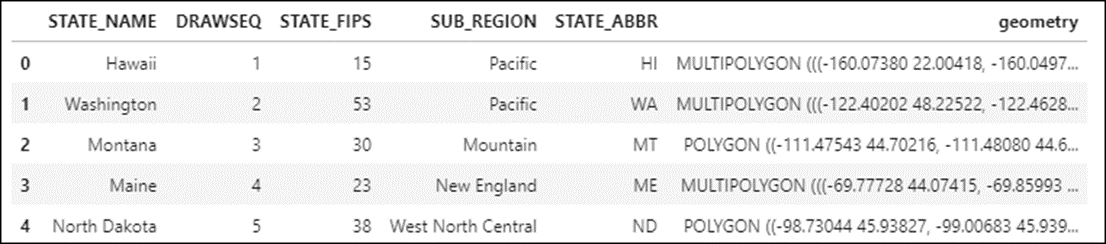 STATE_NAME DRAWSEQ STATE_FIPS SUB_REGION STATE_ABBR geometry
0 Hawaii 1 15 Pacific HI MULTIPOLYGON (((-160.07380 22.00418, -160.0497...
1 Washington 2 53 Pacific WA MULTIPOLYGON (((-122.40202 48.22522, -122.4628...
2 Montana 3 30 Mountain MT POLYGON ((-111.47543 44.70216, -111.48080 44.6...
3 Maine 4 23 New England ME MULTIPOLYGON (((-69.77728 44.07415, -69.85993 ...
4 North Dakota 5 38 West North Central ND POLYGON ((-98.73044 45.93827, -99.00683 45.939...